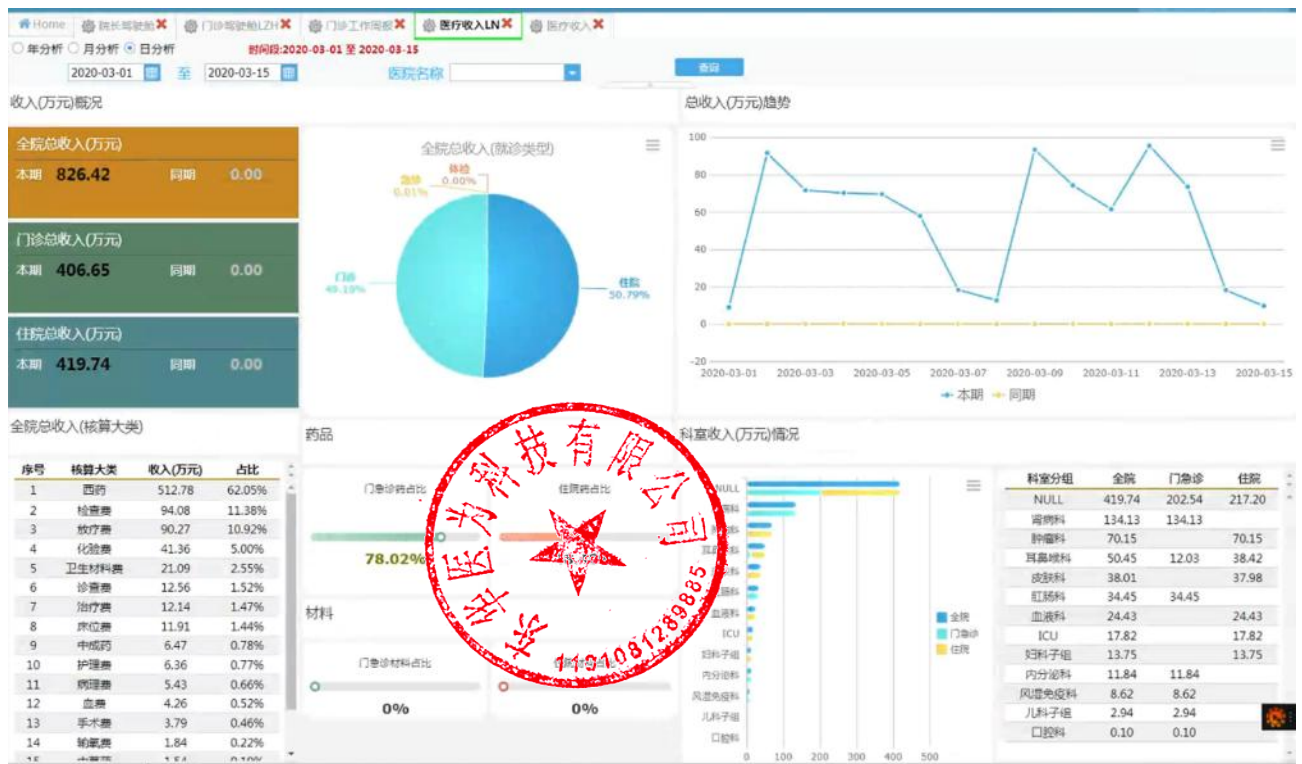 Home 院长驾驶舱 门诊驾驶舱LZH 门诊工作周报 医疗收入LN 医疗收入
年分析 月分析 日分析 时间段:2020-03-01 至 2020-03-15
2020-03-01 至 2020-03-15 医院名称 查询
收入(万元)概况
全院总收入(万元)
本期 826.42 同期 0.00
门诊总收入(万元)
本期 406.65 同期 0.00
住院总收入(万元)
本期 419.74 同期 0.00
全院总收入(就诊类型)
体检
0.00%
急诊
0.01%
门诊
49.19%
住院
50.79%
总收入(万元)趋势
100
80
60
40
20
0
-20
2020-03-01 2020-03-03 2020-03-05 2020-03-07 2020-03-09 2020-03-11 2020-03-13 2020-03-15
本期 同期
全院总收入(核算大类)
序号 核算大类 收入(万元) 占比
1 西药 512.78 62.05%
2 检查费 94.08 11.38%
3 放疗费 90.27 10.92%
4 化验费 41.36 5.00%
5 卫生材料费 21.09 2.55%
6 诊查费 12.56 1.52%
7 治疗费 12.14 1.47%
8 床位费 11.91 1.44%
9 中成药 6.47 0.78%
10 护理费 6.36 0.77%
11 病理费 5.43 0.66%
12 血费 4.26 0.52%
13 手术费 3.79 0.46%
14 输氧费 1.84 0.22%
药品
门急诊药占比
78.02%
住院药占比
材料
门急诊材料占比
0%
住院材料占比
0%
东华医为科技有限公司
1101081289885
科室收入(万元)情况
NULL
血液科
ICU
妇科子组
内分泌科
风湿免疫科
儿科子组
口腔科
0 100 200 300 400 500
全院
门急诊
住院
科室分组 全院 门急诊 住院
NULL 419.74 202.54 217.20
肾病科 134.13 134.13
肿瘤科 70.15 70.15
耳鼻喉科 50.45 12.03 38.42
皮肤科 38.01 37.98
肛肠科 34.45 34.45
血液科 24.43 24.43
ICU 17.82 17.82
妇科子组 13.75 13.75
内分泌科 11.84 11.84
风湿免疫科 8.62 8.62
儿科子组 2.94 2.94
口腔科 0.10 0.10